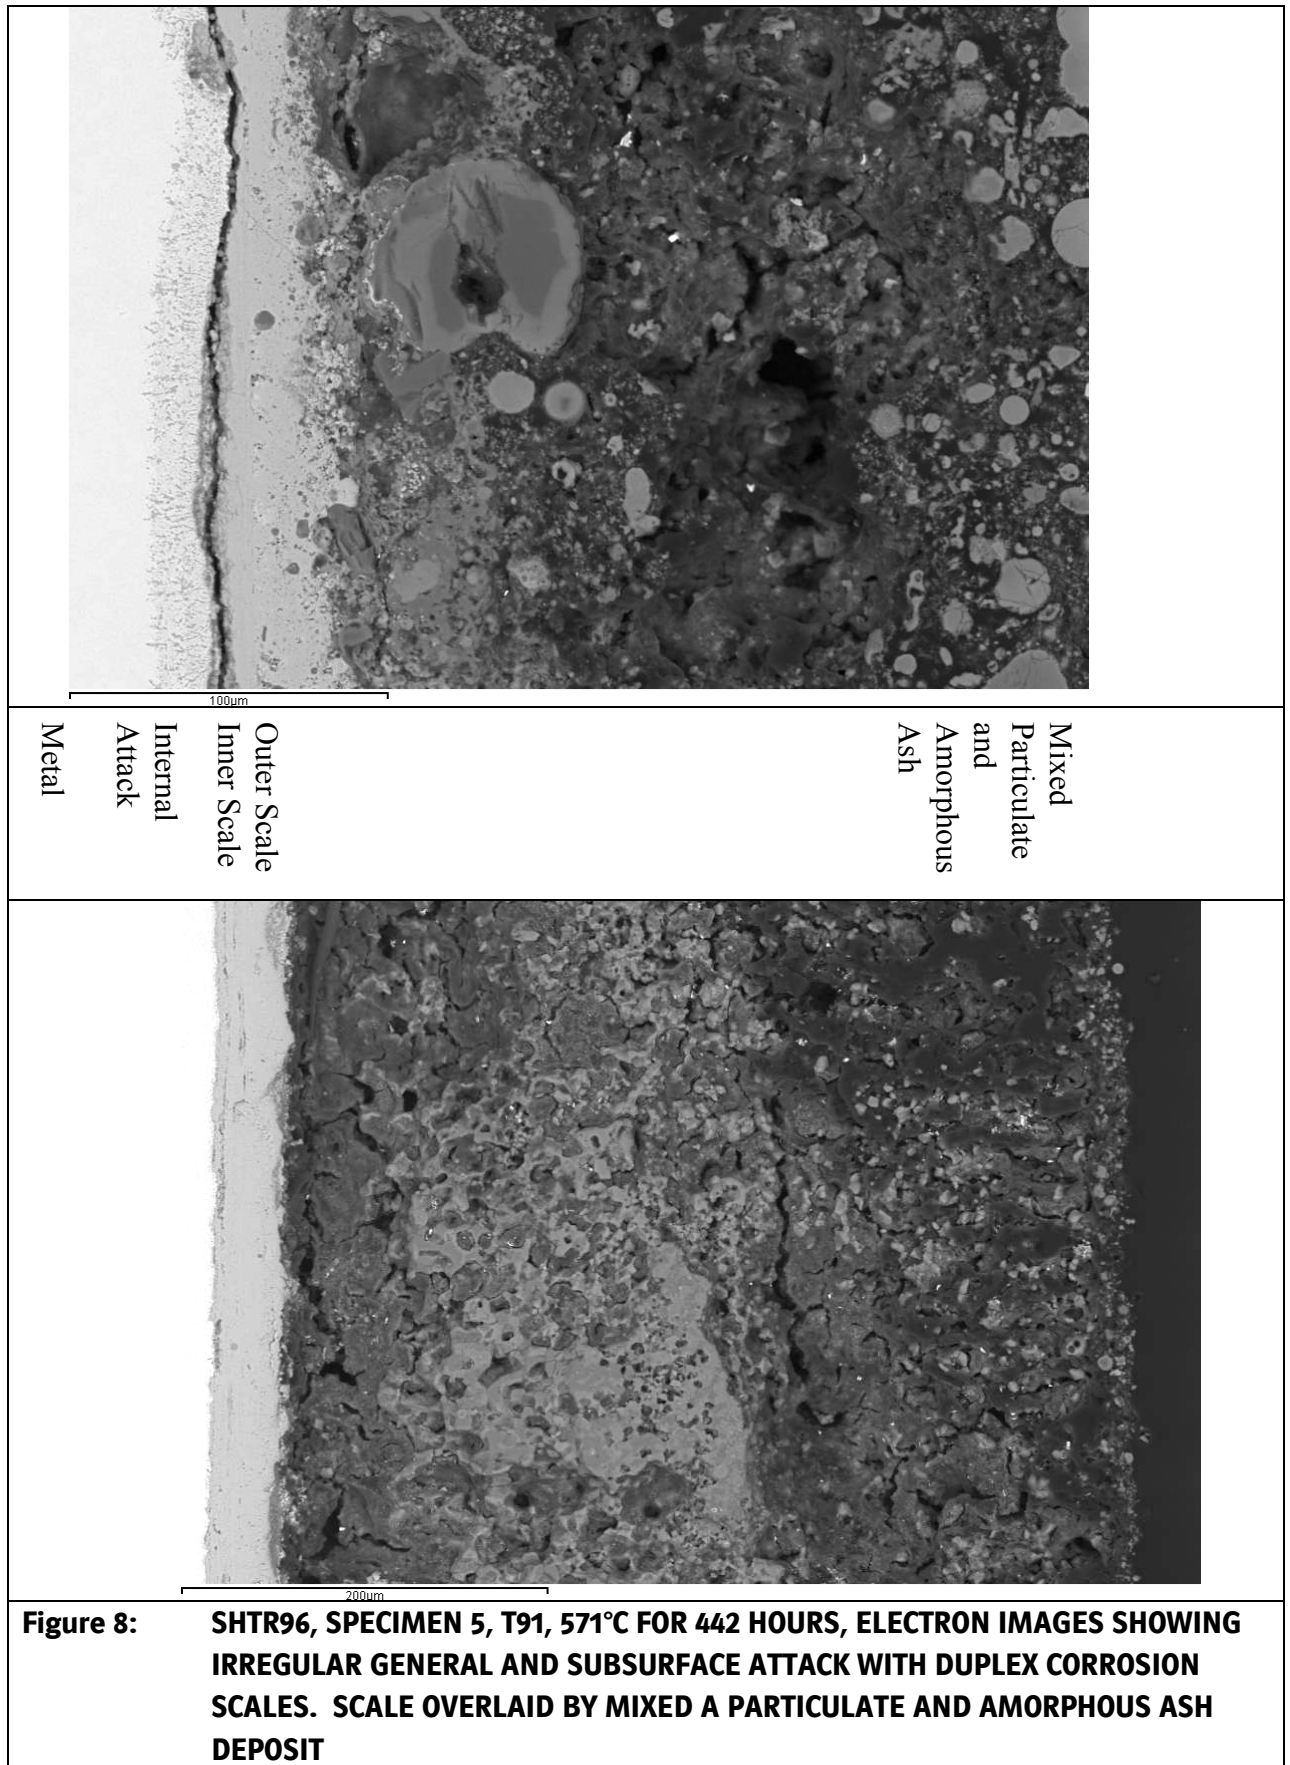 100µm
Metal
Attack
Internal
Inner Scale
Outer Scale
Ash
Amorphous
and
Particulate
Mixed
200µm
Figure 8: SHTR96, SPECIMEN 5, T91, 571°C FOR 442 HOURS, ELECTRON IMAGES SHOWING
IRREGULAR GENERAL AND SUBSURFACE ATTACK WITH DUPLEX CORROSION
SCALES. SCALE OVERLAID BY MIXED A PARTICULATE AND AMORPHOUS ASH
DEPOSIT